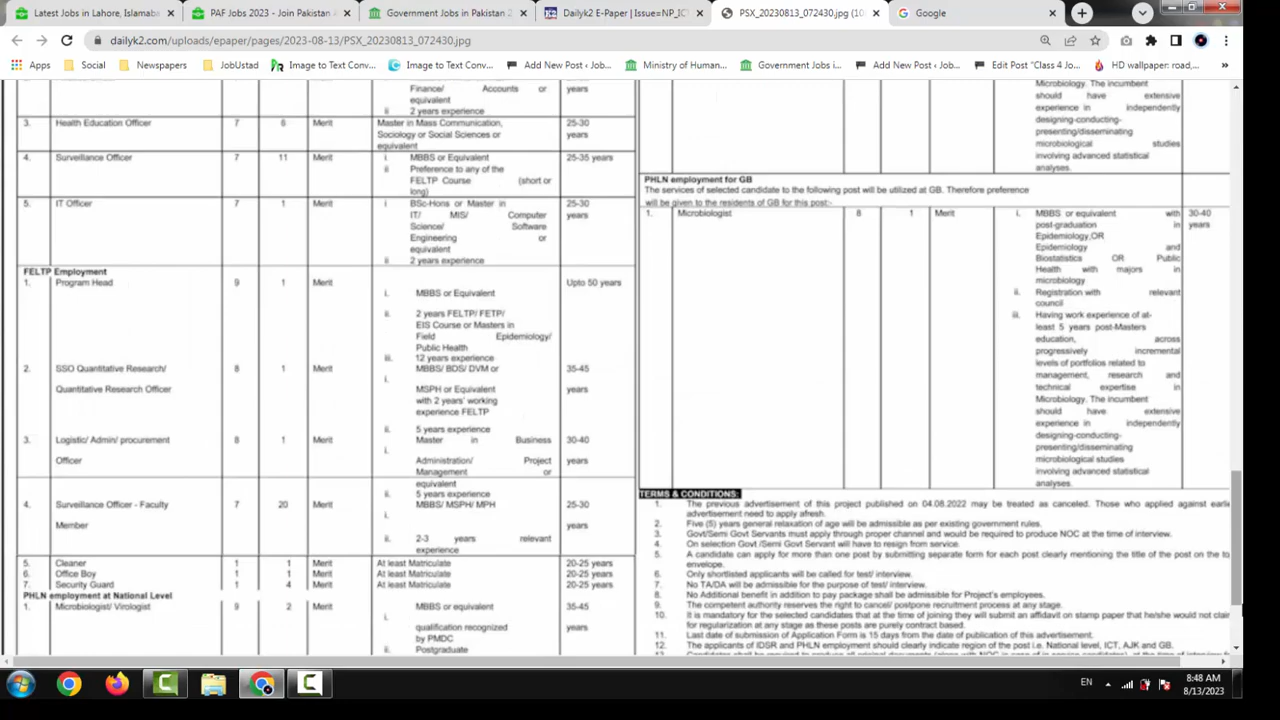 Latest Jobs in Lahore, Islamaba
PAF Jobs 2023 - Join Pakistan
Government Jobs in Pakistan 2
Dailyk2 E-Paper | Issue=NP_ICT
PSX_20230813_072430.jpg (10
Google
dailyk2.com/uploads/epaper/pages/2023-08-13/PSX_20230813_072430.jpg
Apps
Social
Newspapers
JobUstad
Image to Text Conv...
Image to Text Conv...
Add New Post ‹ Job...
Ministry of Human...
Government Jobs i...
Add New Post ‹ Job...
Edit Post "Class 4 Jo...
HD wallpaper: road,...
Finance/ Accounts or
equivalent
years
ii 2 years experience
3. Health Education Officer 7 6 Merit Master in Mass Communication, 25-30
Sociology or Social Sciences or years
equivalent
4. Surveillance Officer 7 11 Merit i MBBS or Equivalent 25-35 years
ii Preference to any of the
FELTP Course (short or
long)
5. IT Officer 7 1 Merit i BSc-Hons or Master in 25-30
IT/ MIS/ Computer years
Science/ Software
Engineering or
equivalent
ii 2 years experience
FELTP Employment
1. Program Head 9 1 Merit Upto 50 years
i. MBBS or Equivalent
ii. 2 years FELTP/ FETP/
EIS Course or Masters in
Field Epidemiology/
Public Health
iii. 12 years experience
2. SSO Quantitative Research/ 8 1 Merit MBBS/ BDS/ DVM or 35-45
i.
Quantitative Research Officer MSPH or Equivalent years
with 2 years' working
experience FELTP
ii. 5 years experience
3. Logistic/ Admin/ procurement 8 1 Merit Master in Business 30-40
i.
Officer Administration/ Project years
Management or
equivalent
ii. 5 years experience
4. Surveillance Officer - Faculty 7 20 Merit MBBS/ MSPH/ MPH 25-30
i.
Member years
ii. 2-3 years relevant
experience
5. Cleaner 1 1 Merit At least Matriculate 20-25 years
6. Office Boy 1 1 Merit At least Matriculate 20-25 years
7. Security Guard 1 4 Merit At least Matriculate 20-25 years
PHLN employment at National Level
1. Microbiologist/ Virologist 9 2 Merit MBBS or equivalent 35-45
i.
qualification recognized years
by PMDC
ii. Postgraduate
Microbiology. The incumbent
should have extensive
experience in independently
designing-conducting-
presenting/disseminating
microbiological studies
involving advanced statistical
analyses.
PHLN employment for GB
The services of selected candidate to the following post will be utilized at GB. Therefore preference
will be given to the residents of GB for this post:-
1. Microbiologist 8 1 Merit i. MBBS or equivalent with 30-40
post-graduation in years
Epidemiology,OR
Epidemiology and
Biostatistics OR Public
Health with majors in
microbiology
ii. Registration with relevant
council
iii. Having work experience of at-
least 5 years post-Masters
education, across
progressively incremental
levels of portfolios related to
management, research and
technical expertise in
Microbiology. The incumbent
should have extensive
experience in independently
designing-conducting-
presenting/disseminating
microbiological studies
involving advanced statistical
analyses.
TERMS & CONDITIONS:
1. The previous advertisement of this project published on 04.08.2022 may be treated as canceled. Those who applied against
advertisement need to apply afresh.
2. Five (5) years general relaxation of age will be admissible as per existing government rules.
3. Govt/Semi Govt Servants must apply through proper channel and would be required to produce NOC at the time of interview.
4. On selection Govt /Semi Govt Servant will have to resign from service.
5. A candidate can apply for more than one post by submitting separate form for each post clearly mentioning the title of the post on the
envelope.
6. Only shortlisted applicants will be called for test/ interview.
7. No TA/DA will be admissible for the purpose of test/ interview.
8. No Additional benefit in addition to pay package shall be admissible for Project's employees.
9. The competent authority reserves the right to cancel/ postpone recruitment process at any stage.
10. It is mandatory for the selected candidates that at the time of joining they will submit an affidavit on stamp paper that he/she would not clai
for regularization at any stage as these posts are purely contract based.
11. Last date of submission of Application Form is 15 days from the date of publication of this advertisement.
12. The applicants of IDSR and PHLN employment should clearly indicate region of the post i.e. National level, ICT, AJK and GB.
EN
8:48 AM
8/13/2023